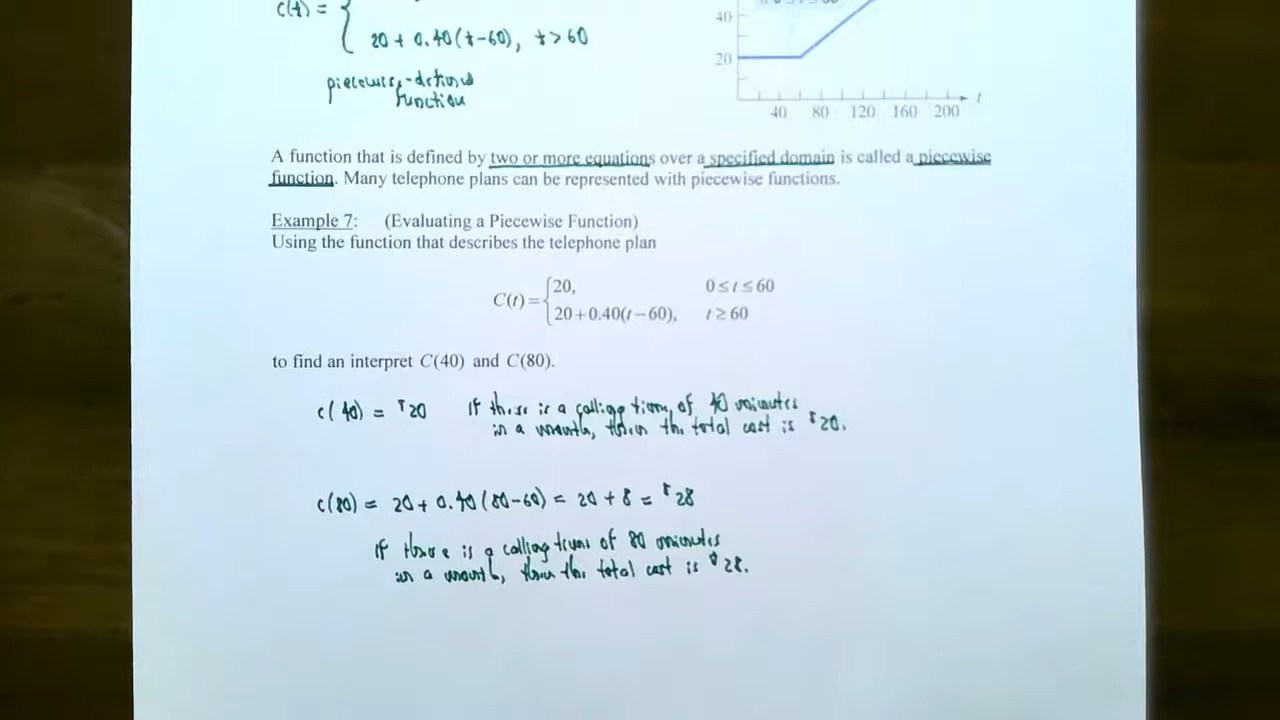 C(t) = {
20 + 0.40(t-60), t>60
function
40
20
40 80 120 160 200 t
A function that is defined by two or more equations over a specified domain is called a piecewise
function. Many telephone plans can be represented with piecewise functions.
Example 7: (Evaluating a Piecewise Function)
Using the function that describes the telephone plan
C(t) = { 20, 0 ≤ t ≤ 60
20 + 0.40(t − 60), t ≥ 60
to find an interpret C(40) and C(80).
C(40) = $20 If there is a calling time of 40 minutes
in a month, then the total cost is $20.
C(80) = 20 + 0.40(80-60) = 20 + 8 = $28
If there is a calling time of 80 minutes
in a month, then the total cost is $28.